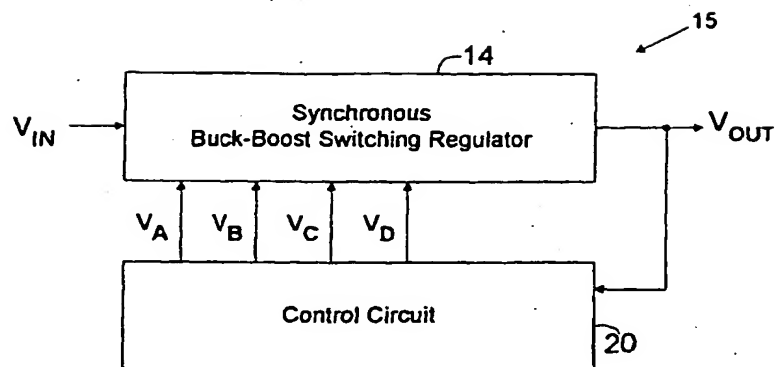 15
14
Synchronous
Buck-Boost Switching Regulator
V_IN
V_OUT
V_A V_B V_C V_D
Control Circuit
20